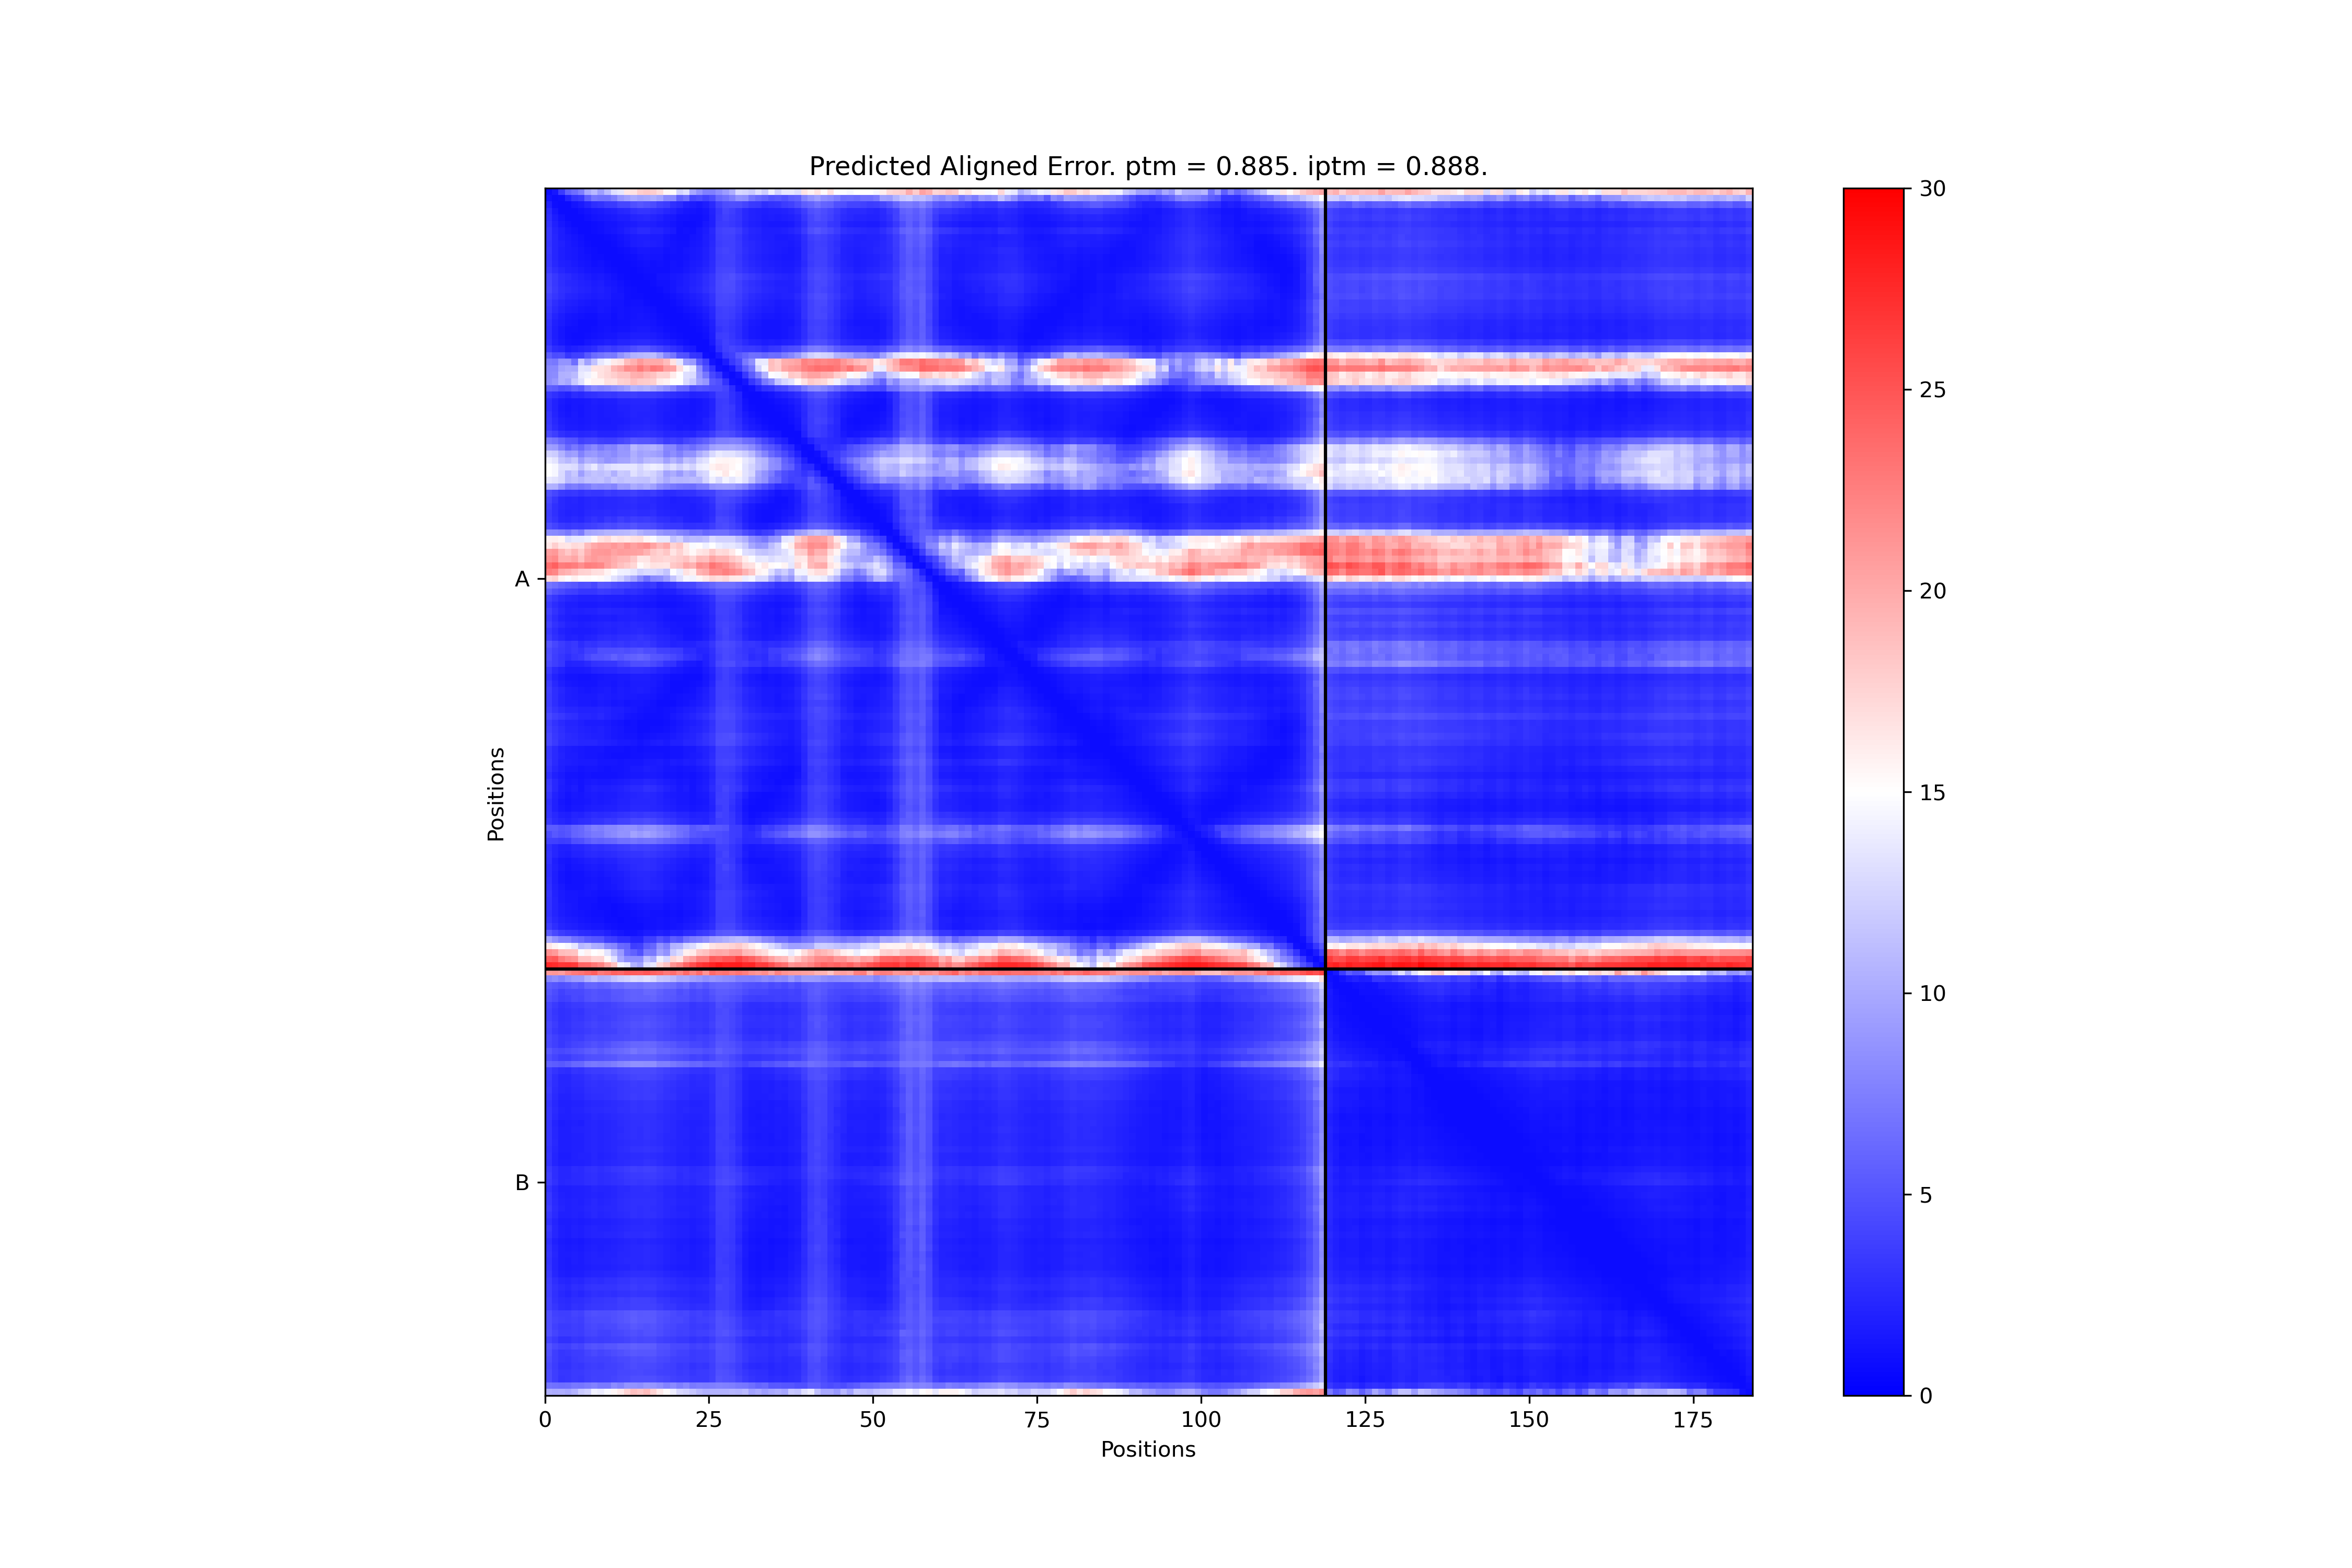 Predicted Aligned Error. ptm = 0.885. iptm = 0.888.
A
B
Positions
0 25 50 75 100 125 150 175
Positions
30
25
20
15
10
5
0